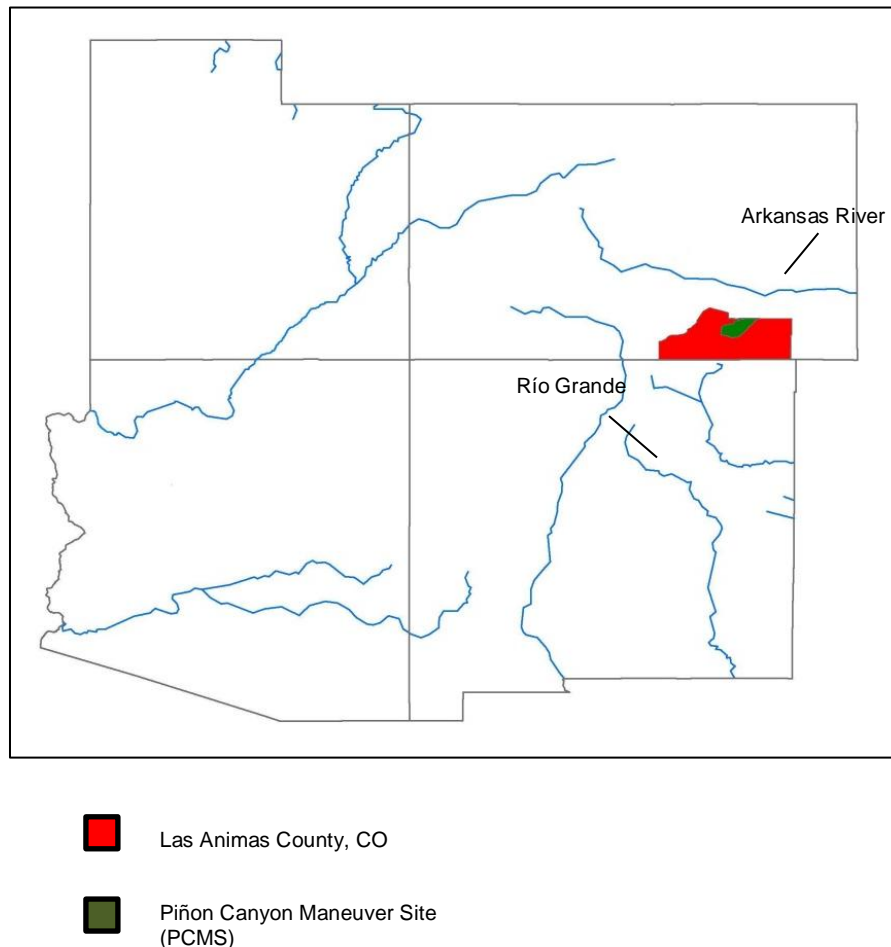 Arkansas River
Río Grande
Las Animas County, CO
Piñon Canyon Maneuver Site
(PCMS)